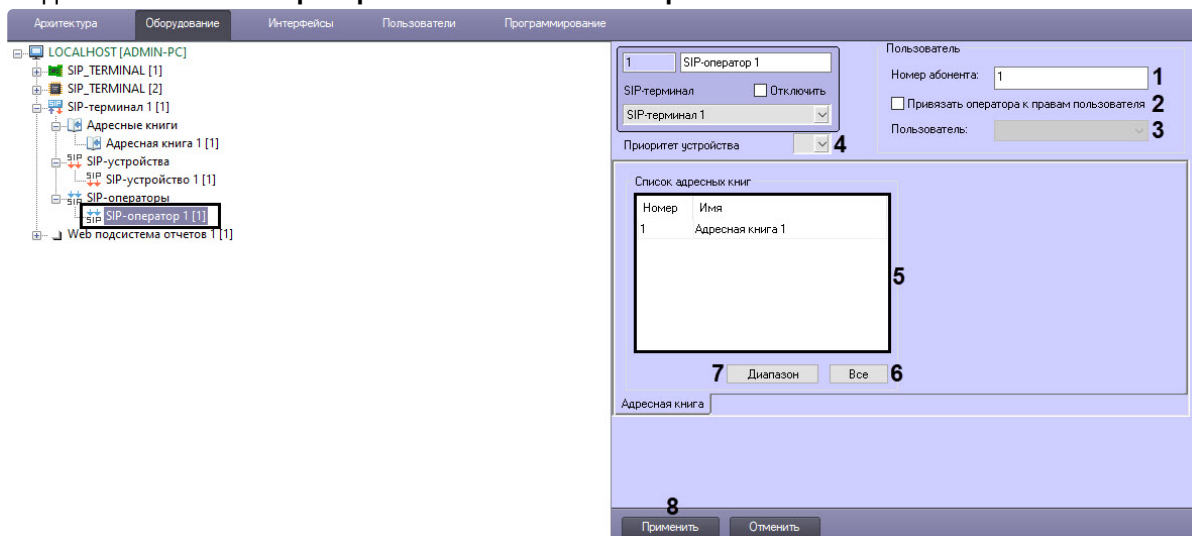 Архитектура Оборудование Интерфейсы Пользователи Программирование
LOCALHOST [ADMIN-PC]
SIP_TERMINAL [1]
SIP_TERMINAL [2]
SIP-терминал 1 [1]
Адресные книги
Адресная книга 1 [1]
SIP SIP-устройства
SIP SIP-устройство 1 [1]
SIP SIP-операторы
SIP SIP-оператор 1 [1]
Web подсистема отчетов 1 [1]
1 SIP-оператор 1
SIP-терминал Отключить
SIP-терминал 1
Приоритет устройства 4
Пользователь
Номер абонента: 1 1
Привязать оператора к правам пользователя 2
Пользователь: 3
Список адресных книг
Номер Имя
1 Адресная книга 1
5
7 Диапазон Все 6
Адресная книга
8
Применить Отменить